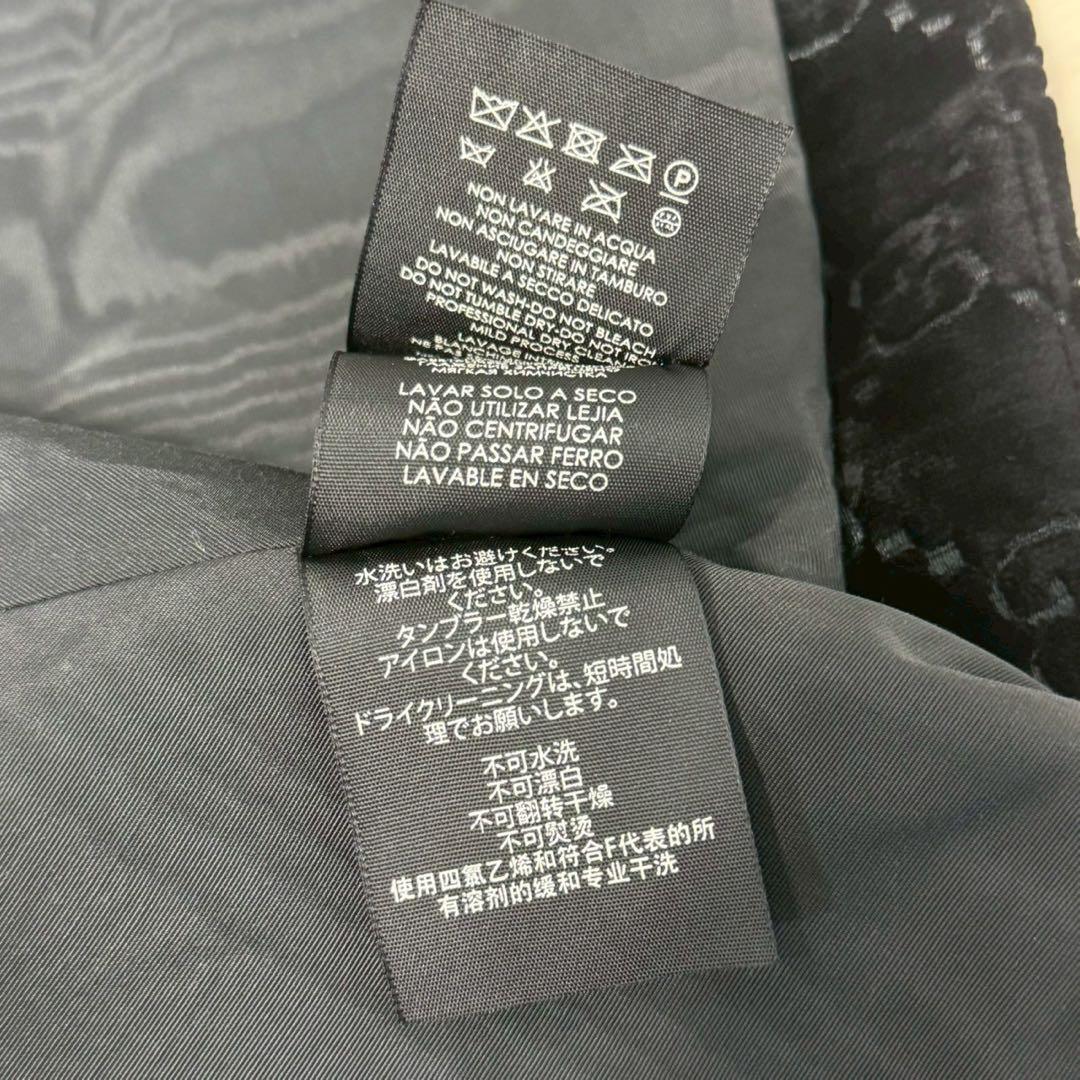 P
NON LAVARE IN ACQUA
NON CANDEGGIARE
NON ASCIUGARE IN TAMBURO
NON STIRARE
LAVABILE A SECCO DELICATO
DO NOT WASH-DO NOT BLEACH
DO NOT TUMBLE DRY-DO NOT IRON
PROFESSIONAL DRY CLEAN
MILD PROCESS
LAVAGE
LAVAR SOLO A SECO
NÃO UTILIZAR LEJIA
NÃO CENTRIFUGAR
NÃO PASSAR FERRO
LAVABLE EN SECO
水洗いはお避けください。
漂白剤を使用しないで
ください。
タンブラー乾燥禁止
アイロンは使用しないで
ください。
ドライクリーニングは、短時間処
理でお願いします。
不可水洗
不可漂白
不可翻转干燥
不可熨烫
使用四氯乙烯和符合F代表的所
有溶剂的缓和专业干洗